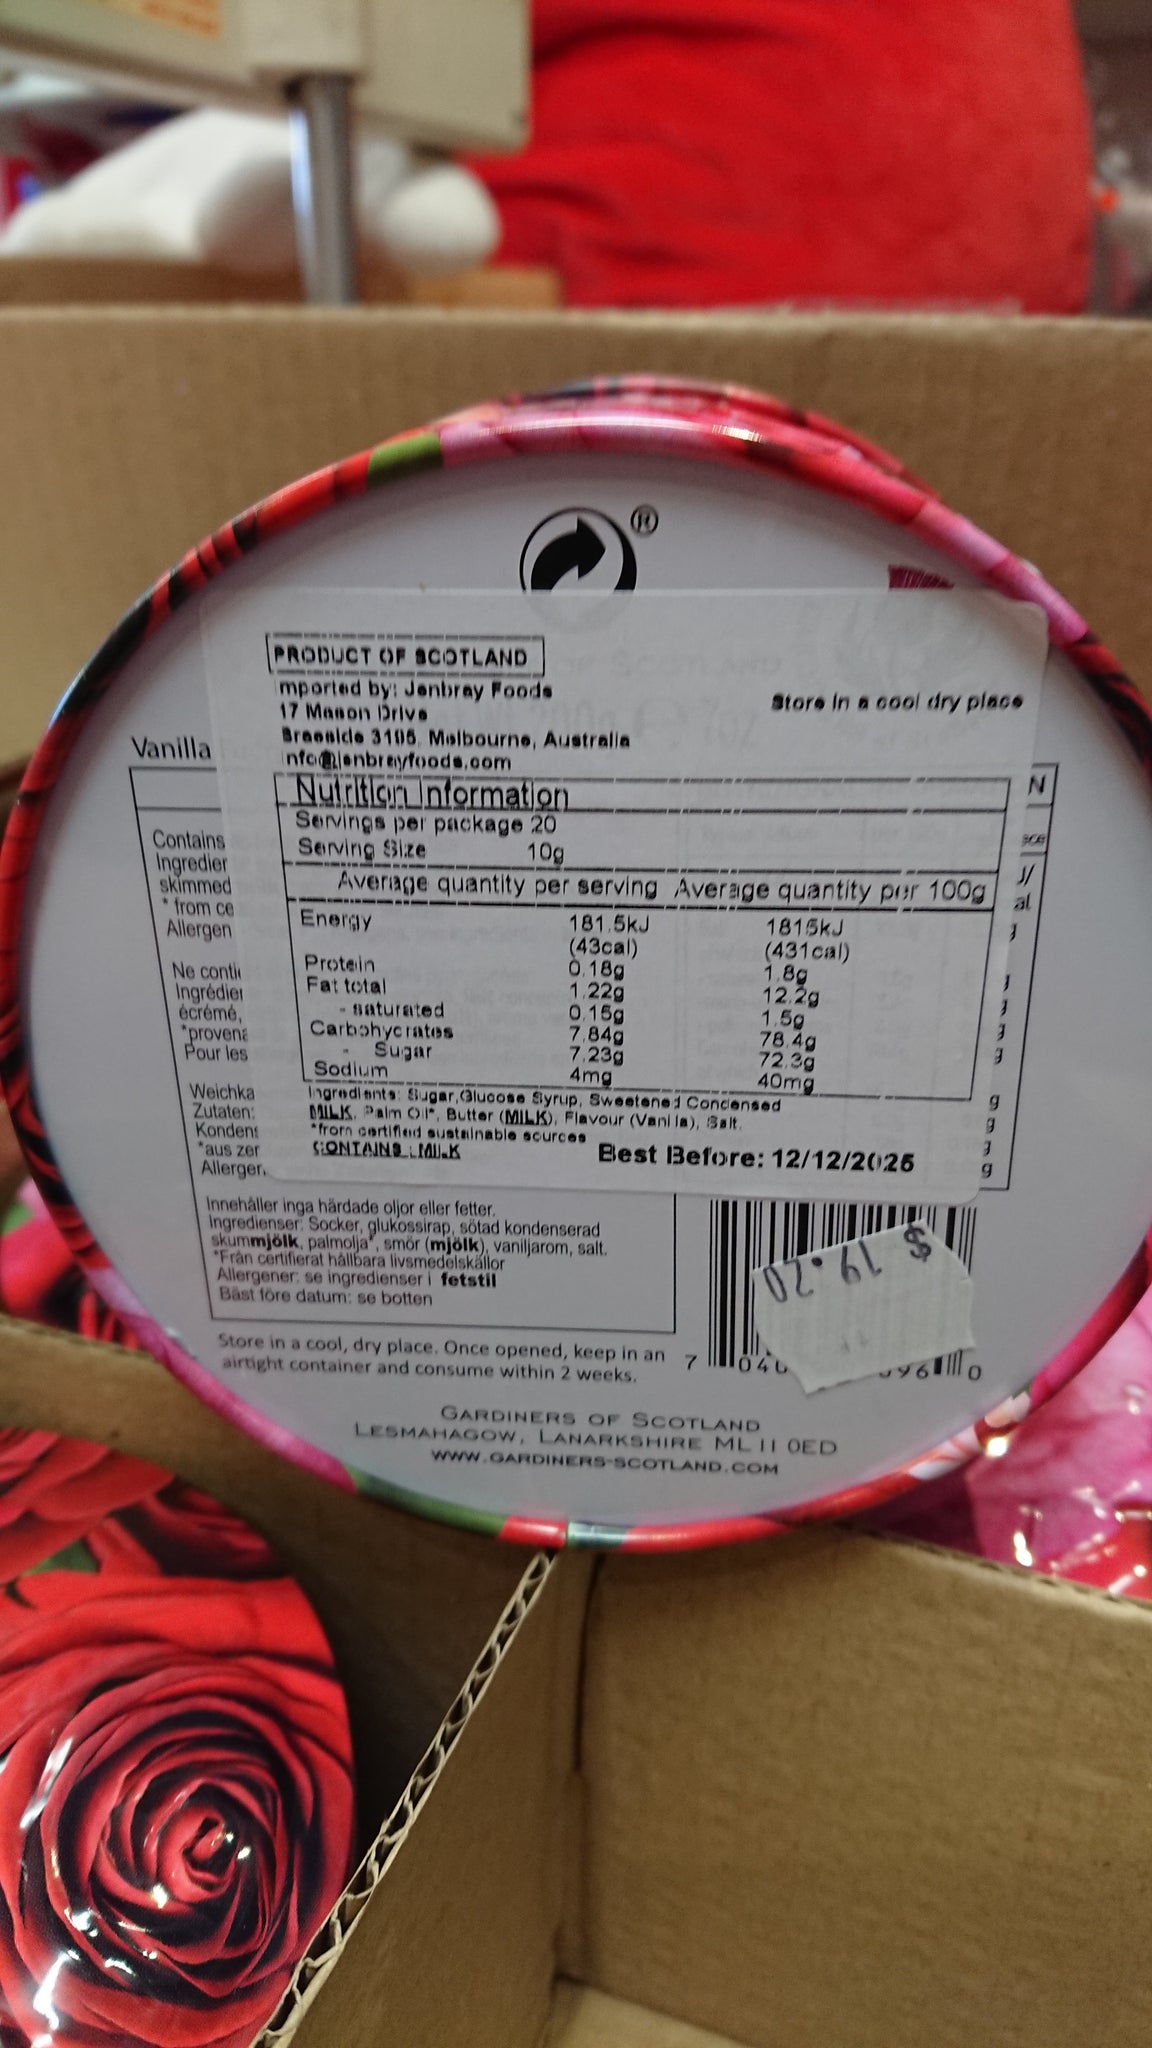 ®
PRODUCT OF SCOTLAND
mported by: Jenbray Foods
17 Mason Drive
Braeside 3195, Melbourne, Australia
nfo@jenbrayfoods.com
Store in a cool dry place
Vanilla
N
Nutrition Information
Servings per package 20
Serving Size 10g
Average quantity per serving Average quantity per 100g
Energy 181.5kJ 1815kJ
(43cal) (431cal)
Protein 0.18g 1.8g
Fat total 1.22g 12.2g
- saturated 0.15g 1.5g
Carbohycrates 7.84g 78.4g
- Sugar 7.23g 72.3g
Sodium 4mg 40mg
Ingredients: Sugar,Glucose Syrup, Sweetened Condensed
MILK, Palm Oil*, Butter (MILK), Flavour (Vanilla), Salt.
*from certified sustainable sources
CONTAINS : MILK
Best Before: 12/12/2025
Contains
Ingredier
skimmed
* from ce
Allergen
Ne contie
Ingrédier
écrémé,
*provena
Pour les
Weichka
Zutaten:
Kondens
*aus zer
Allergen
Innehåller inga härdade oljor eller fetter.
Ingredienser: Socker, glukossirap, sötad kondenserad
skummjölk, palmolja*, smör (mjölk), vaniljarom, salt.
*Från certifierat hållbara livsmedelskällor
Allergener: se ingredienser i fetstil
Bäst före datum: se botten
$ 19.20
Store in a cool, dry place. Once opened, keep in an
airtight container and consume within 2 weeks.
7 040 96 0
GARDINERS OF SCOTLAND
LESMAHAGOW, LANARKSHIRE ML11 0ED
WWW.GARDINERS-SCOTLAND.COM